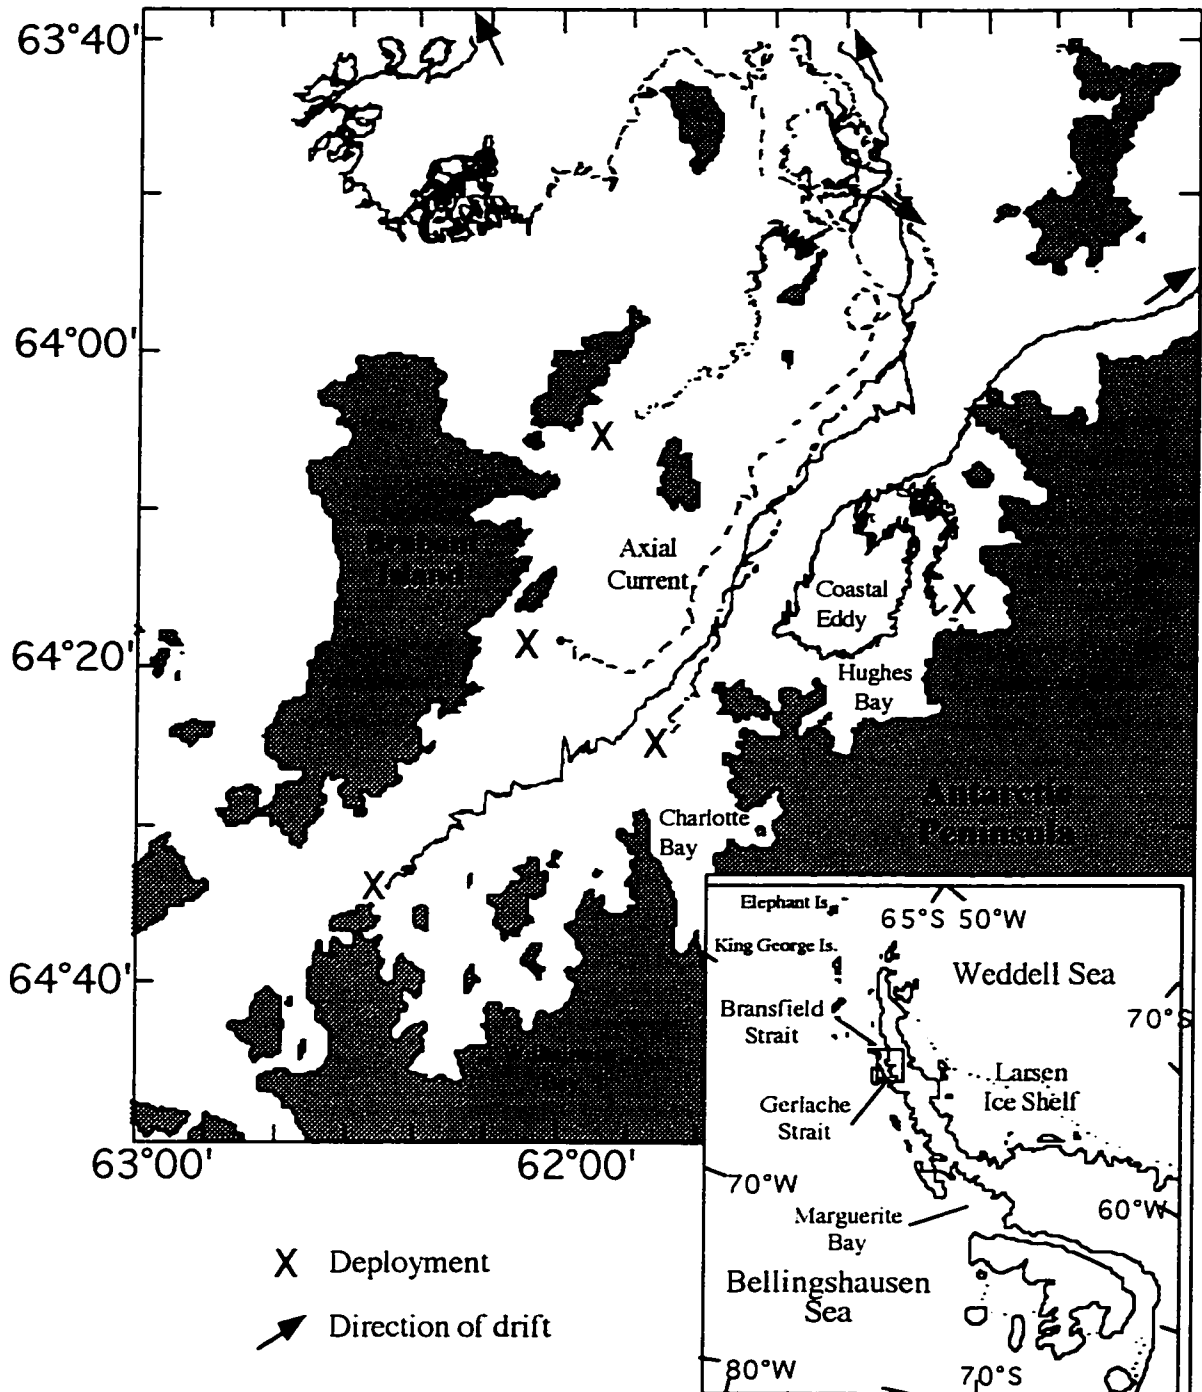 63°40'
64°00'
64°20'
64°40'
63°00'
62°00'
Axial
Current
Coastal
Eddy
Hughes
Bay
Brabant
Island
Charlotte
Bay
Antarctic
Peninsula
X
X
X
X
X
X Deployment
Direction of drift
Elephant Is.
65°S 50°W
King George Is.
Weddell Sea
Bransfield
Strait
70°S
Larsen
Ice Shelf
Gerlache
Strait
70°W
60°W
Marguerite
Bay
Bellingshausen
Sea
80°W
70°S